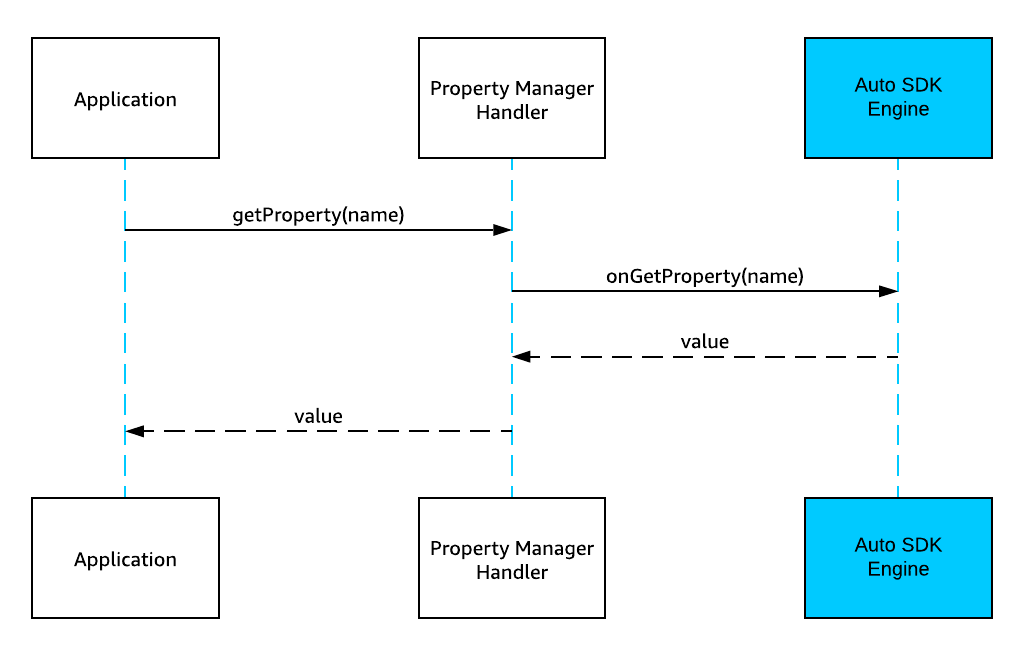 Application
Property Manager
Handler
Auto SDK
Engine
getProperty(name)
onGetProperty(name)
value
value
Application
Property Manager
Handler
Auto SDK
Engine